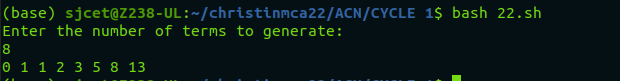 (base) sjcet@Z238-UL:~/christinmca22/ACN/CYCLE 1$ bash 22.sh
Enter the number of terms to generate:
8
0 1 1 2 3 5 8 13